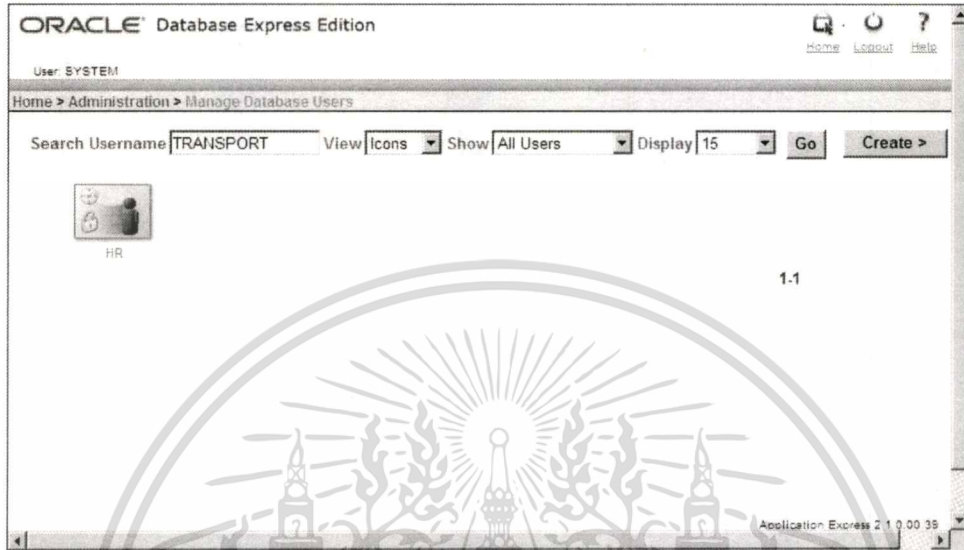 ORACLE Database Express Edition
Home Logout Help
User: SYSTEM
Home > Administration > Manage Database Users
Search Username TRANSPORT View Icons Show All Users Display 15 Go Create >
HR
1-1
Application Express 2.1.0.00.39